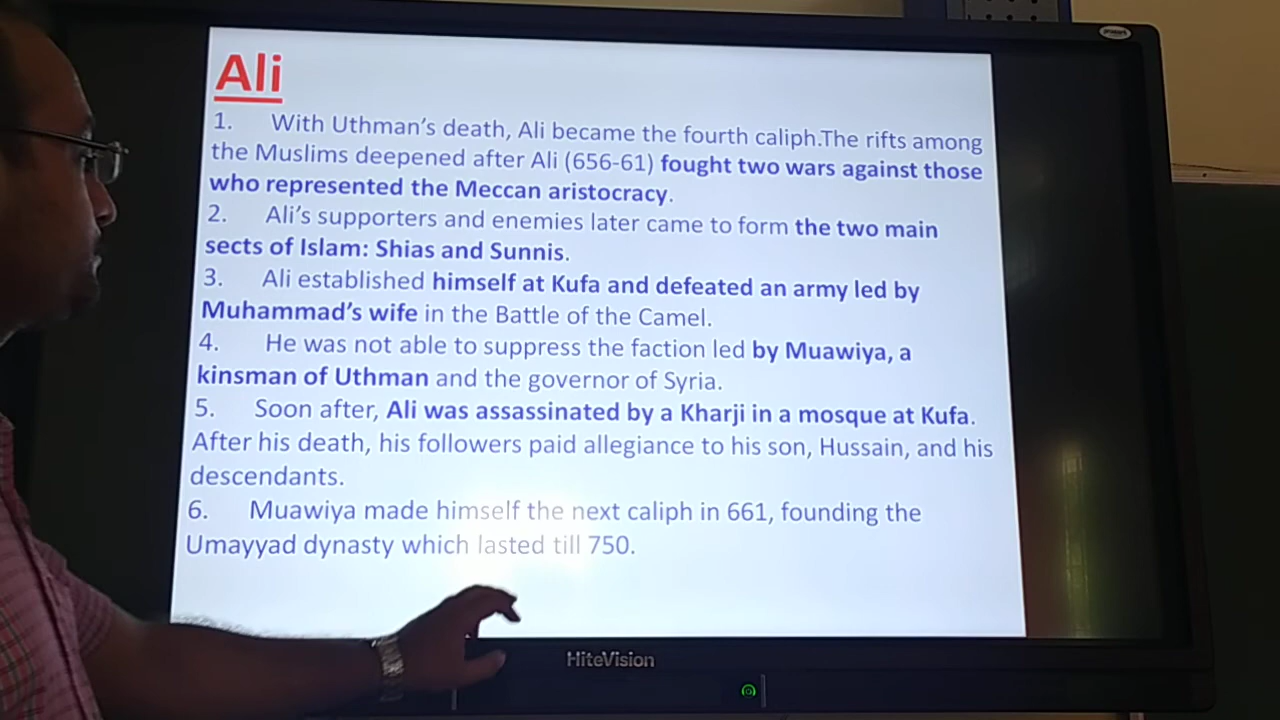 Ali
1. With Uthman's death, Ali became the fourth caliph.The rifts among
the Muslims deepened after Ali (656-61) fought two wars against those
who represented the Meccan aristocracy.
2. Ali's supporters and enemies later came to form the two main
sects of Islam: Shias and Sunnis.
3. Ali established himself at Kufa and defeated an army led by
Muhammad's wife in the Battle of the Camel.
4. He was not able to suppress the faction led by Muawiya, a
kinsman of Uthman and the governor of Syria.
5. Soon after, Ali was assassinated by a Kharji in a mosque at Kufa.
After his death, his followers paid allegiance to his son, Hussain, and his
descendants.
6. Muawiya made himself the next caliph in 661, founding the
Umayyad dynasty which lasted till 750.
HiteVision